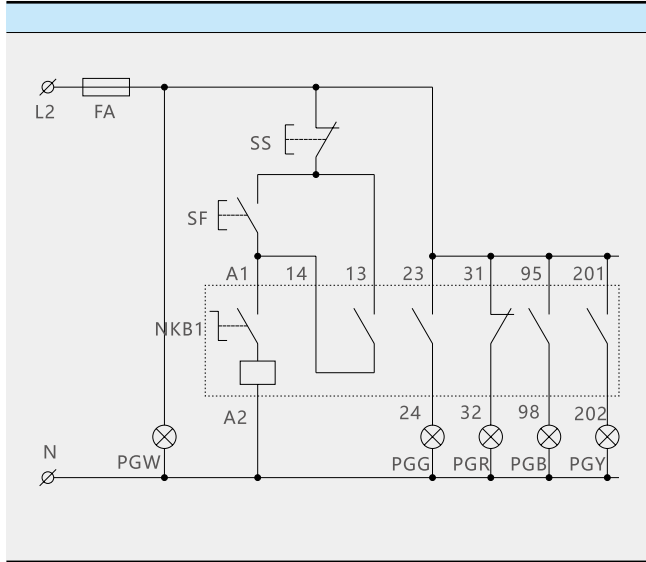 L2
FA
SS
SF
A1 14 13 23 31 95 201
NKB1
A2 24 32 98 202
N
PGW PGG PGR PGB PGY